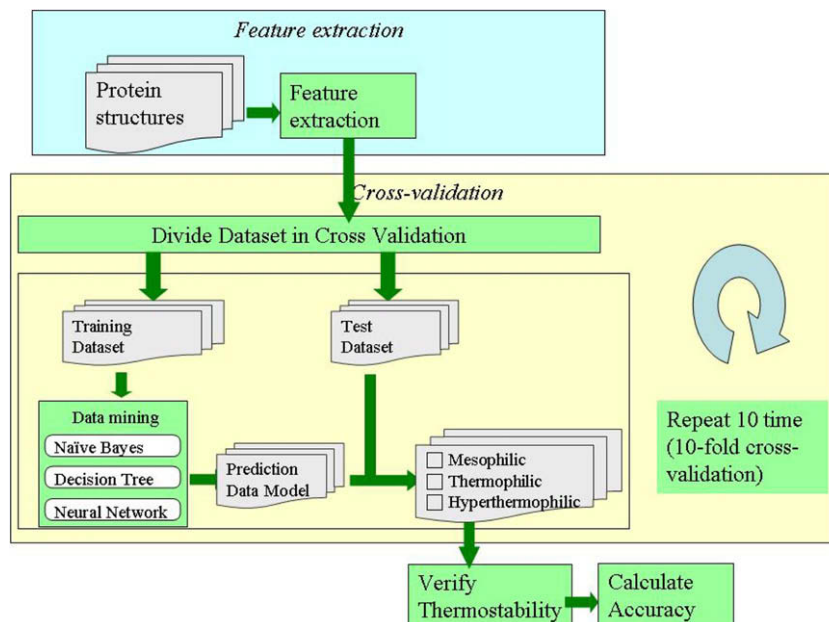 Feature extraction
Protein
structures
Feature
extraction
Cross-validation
Divide Dataset in Cross Validation
Training
Dataset
Test
Dataset
Data mining
Naïve Bayes
Decision Tree
Neural Network
Prediction
Data Model
Mesophilic
Thermophilic
Hyperthermophilic
Repeat 10 time
(10-fold cross-
validation)
Verify
Thermostability
Calculate
Accuracy